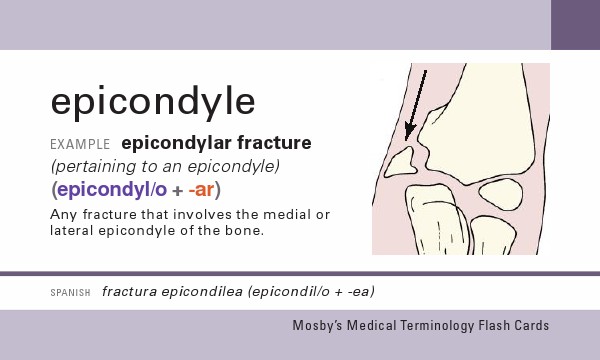 epicondyle
EXAMPLE epicondylar fracture
(pertaining to an epicondyle)
(epicondyl/o + -ar)
Any fracture that involves the medial or
lateral epicondyle of the bone.
SPANISH fractura epicondilea (epicondil/o + -ea)
Mosby's Medical Terminology Flash Cards